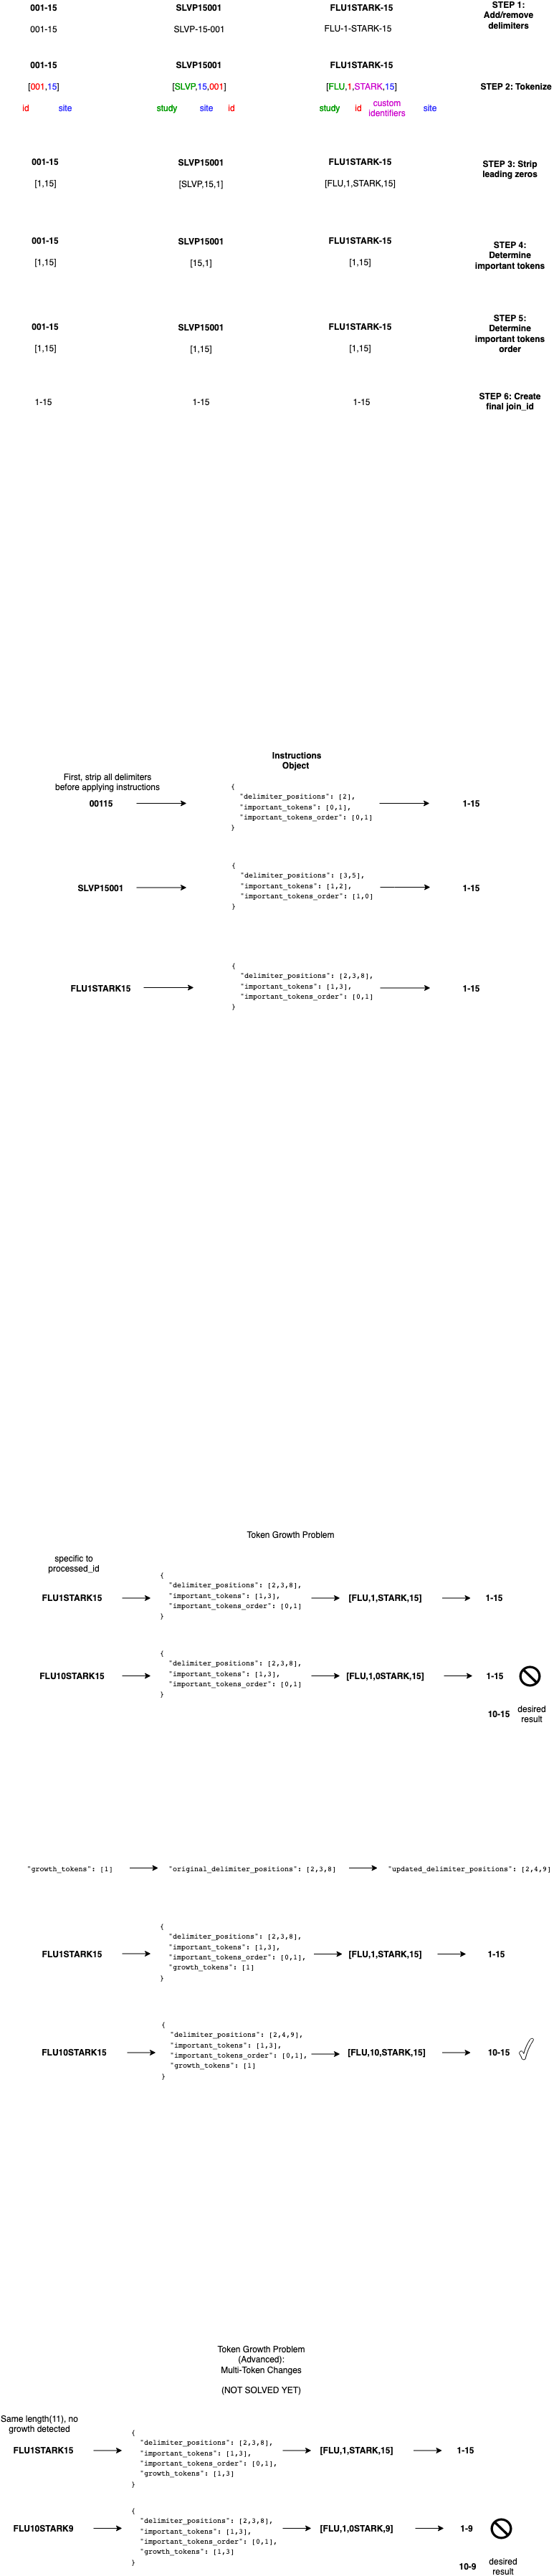 001-15 SLVP15001 FLU1STARK-15 STEP 1:
Add/remove
delimiters
001-15 SLVP-15-001 FLU-1-STARK-15
001-15 SLVP15001 FLU1STARK-15
[001,15] [SLVP,15,001] [FLU,1,STARK,15] STEP 2: Tokenize
id site study site id study id custom
identifiers site
001-15 SLVP15001 FLU1STARK-15 STEP 3: Strip
leading zeros
[1,15] [SLVP,15,1] [FLU,1,STARK,15]
001-15 SLVP15001 FLU1STARK-15 STEP 4:
Determine
important tokens
[1,15] [15,1] [1,15]
001-15 SLVP15001 FLU1STARK-15 STEP 5:
Determine
important tokens
order
[1,15] [1,15] [1,15]
1-15 1-15 1-15 STEP 6: Create
final join_id
Instructions
Object
First, strip all delimiters
before applying instructions
00115
{
"delimiter_positions": [2],
"important_tokens": [0,1],
"important_tokens_order": [0,1]
}
1-15
SLVP15001
{
"delimiter_positions": [3,5],
"important_tokens": [1,2],
"important_tokens_order": [1,0]
}
1-15
FLU1STARK15
{
"delimiter_positions": [2,3,8],
"important_tokens": [1,3],
"important_tokens_order": [0,1]
}
1-15
Token Growth Problem
specific to
processed_id
FLU1STARK15
{
"delimiter_positions": [2,3,8],
"important_tokens": [1,3],
"important_tokens_order": [0,1]
}
[FLU,1,STARK,15]
1-15
FLU10STARK15
{
"delimiter_positions": [2,3,8],
"important_tokens": [1,3],
"important_tokens_order": [0,1]
}
[FLU,1,0STARK,15]
1-15
10-15 desired
result
"growth_tokens": [1] "original_delimiter_positions": [2,3,8] "updated_delimiter_positions": [2,4,9]
FLU1STARK15
{
"delimiter_positions": [2,3,8],
"important_tokens": [1,3],
"important_tokens_order": [0,1],
"growth_tokens": [1]
}
[FLU,1,STARK,15]
1-15
FLU10STARK15
{
"delimiter_positions": [2,4,9],
"important_tokens": [1,3],
"important_tokens_order": [0,1],
"growth_tokens": [1]
}
[FLU,10,STARK,15]
10-15
Token Growth Problem
(Advanced):
Multi-Token Changes
(NOT SOLVED YET)
Same length(11), no
growth detected
FLU1STARK15
{
"delimiter_positions": [2,3,8],
"important_tokens": [1,3],
"important_tokens_order": [0,1],
"growth_tokens": [1,3]
}
[FLU,1,STARK,15]
1-15
FLU10STARK9
{
"delimiter_positions": [2,3,8],
"important_tokens": [1,3],
"important_tokens_order": [0,1],
"growth_tokens": [1,3]
}
[FLU,1,0STARK,9]
1-9
10-9 desired
result